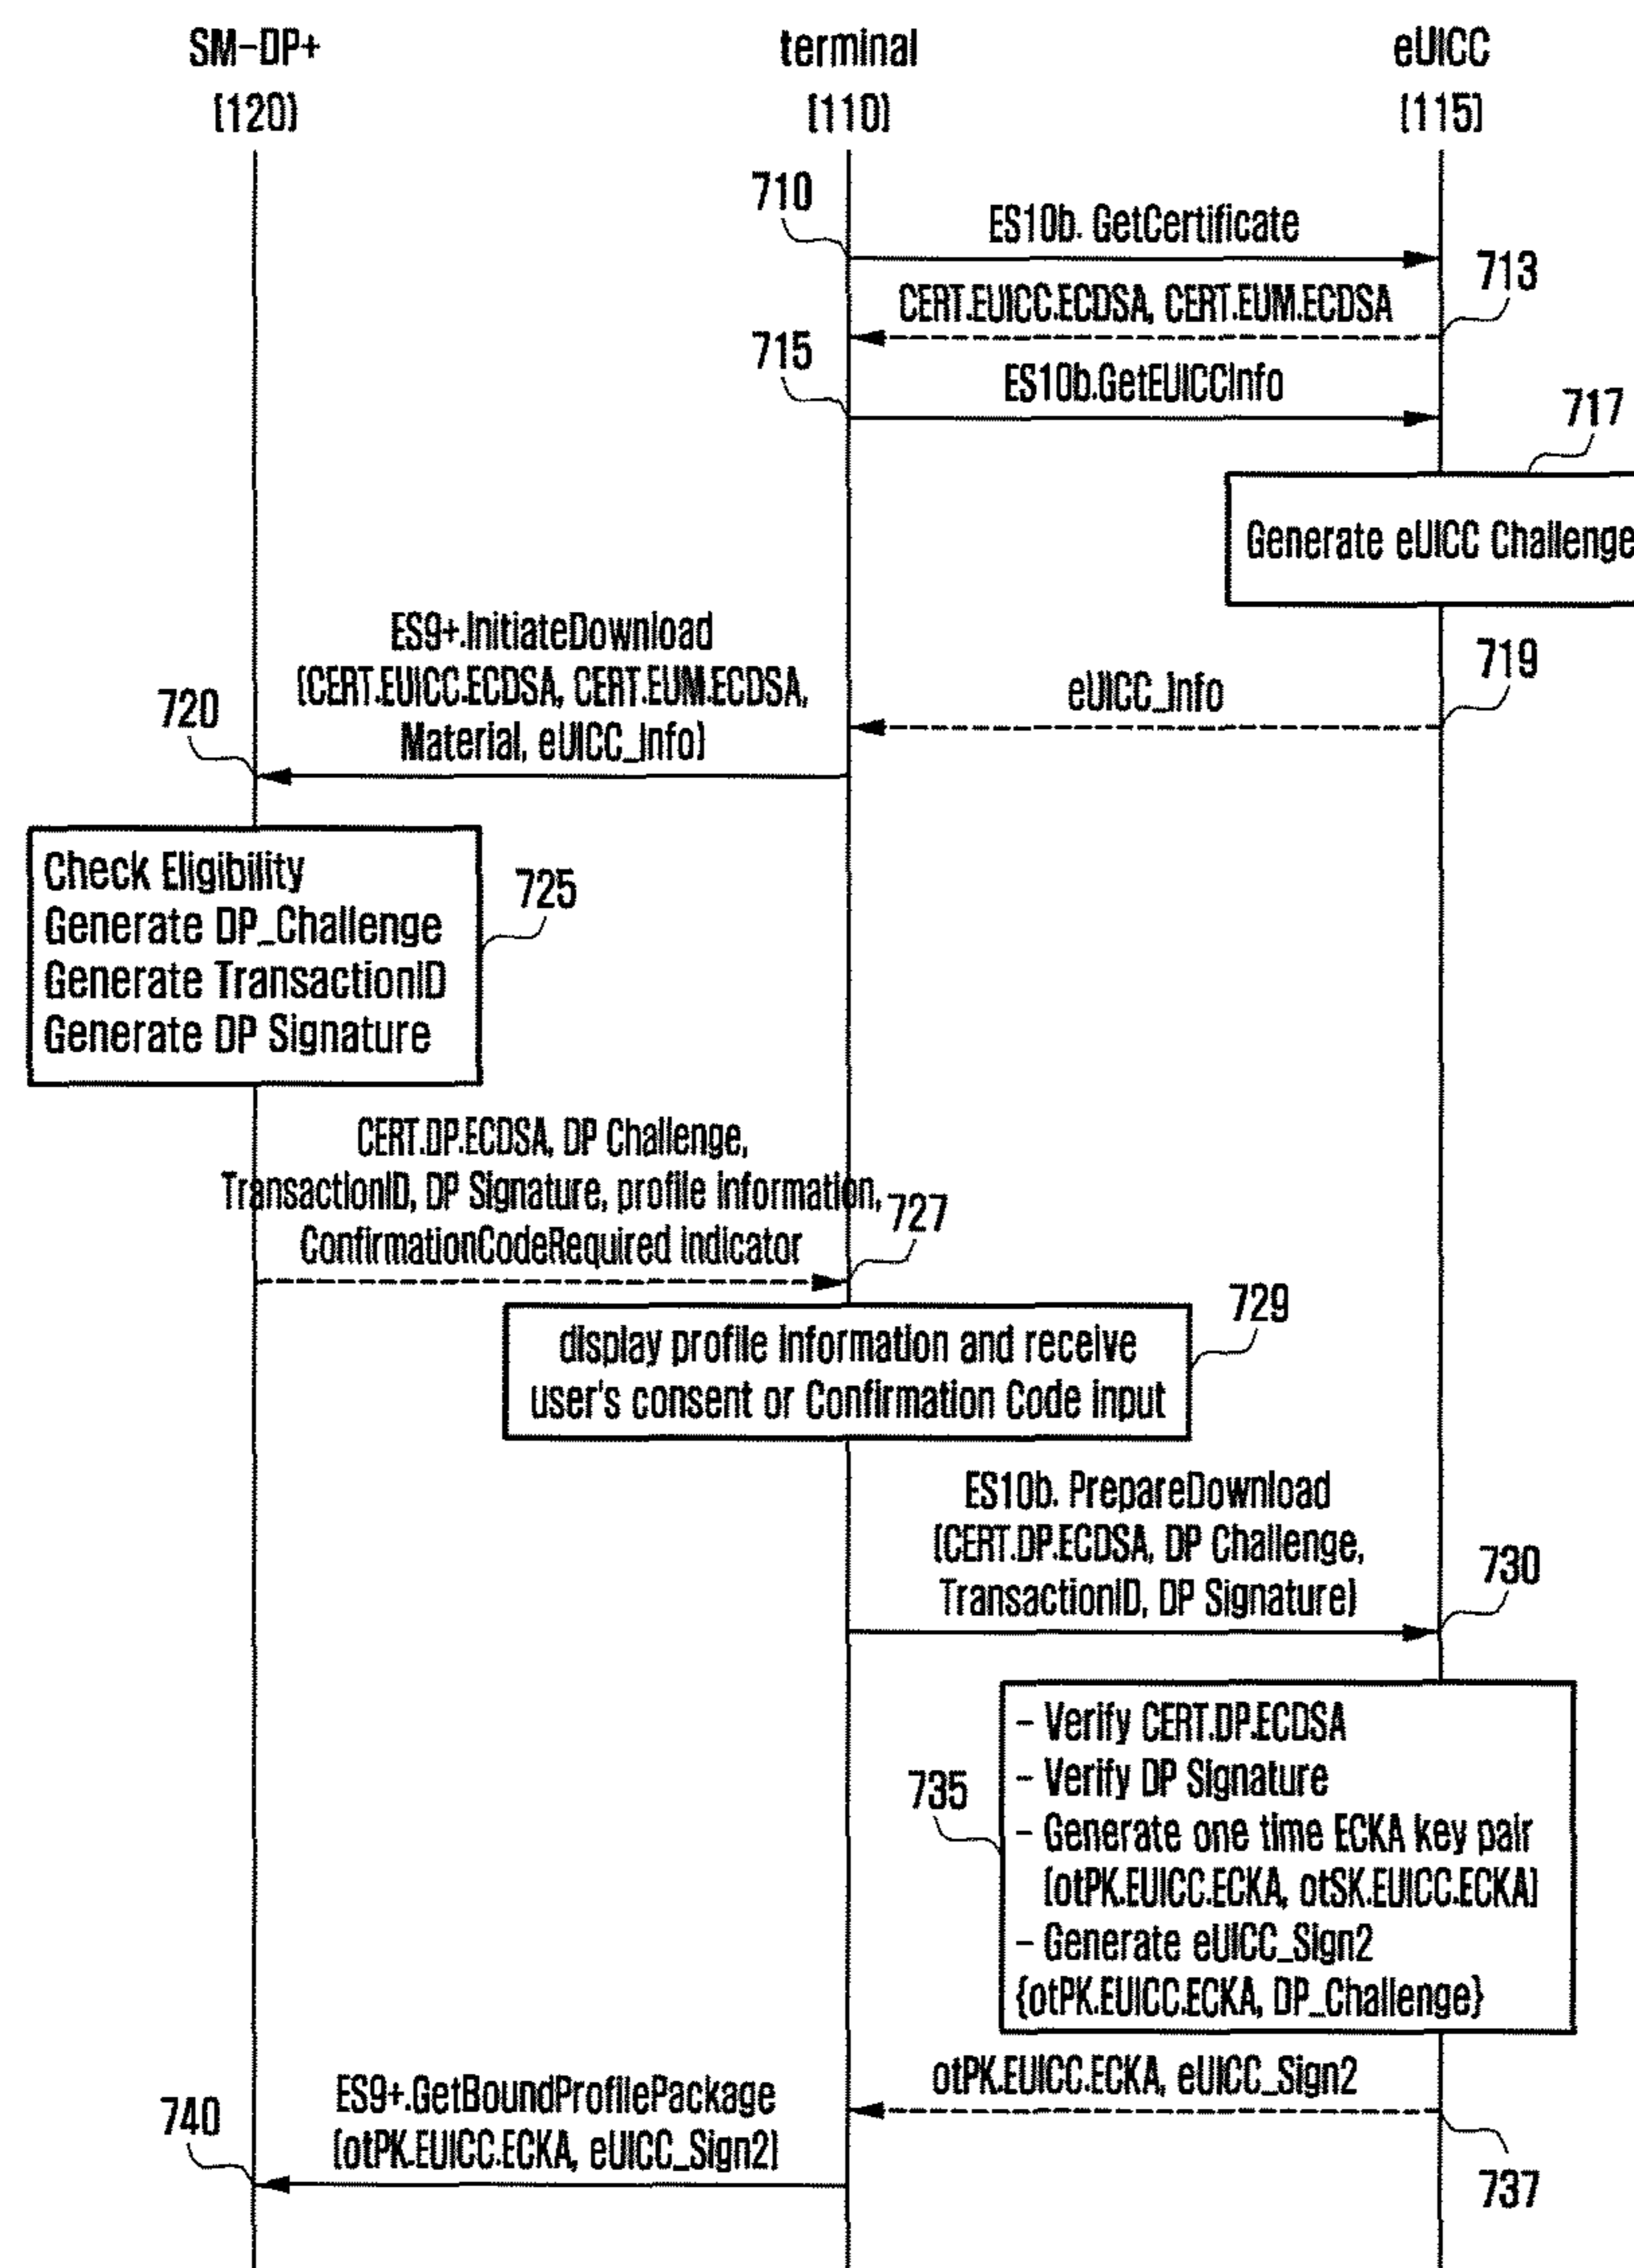 SM-DP+
[120]
terminal
[110]
eUICC
[115]
710
ES10b. GetCertificate
713
CERT.EUICC.ECDSA, CERT.EUM.ECDSA
715
ES10b.GetEUICCInfo
717
Generate eUICC Challenge
ES9+.InitiateDownload
[CERT.EUICC.ECDSA, CERT.EUM.ECDSA,
Material, eUICC_Info]
720
eUICC_Info
719
Check Eligibility
Generate DP_Challenge
Generate TransactionID
Generate DP Signature
725
CERT.DP.ECDSA, DP Challenge,
TransactionID, DP Signature, profile information,
ConfirmationCodeRequired indicator
727
display profile information and receive
user's consent or Confirmation Code input
729
ES10b. PrepareDownload
[CERT.DP.ECDSA, DP Challenge,
TransactionID, DP Signature]
730
735
- Verify CERT.DP.ECDSA
- Verify DP Signature
- Generate one time ECKA key pair
[otPK.EUICC.ECKA, otSK.EUICC.ECKA]
- Generate eUICC_Sign2
{otPK.EUICC.ECKA, DP_Challenge}
otPK.EUICC.ECKA, eUICC_Sign2
737
ES9+.GetBoundProfilePackage
[otPK.EUICC.ECKA, eUICC_Sign2]
740